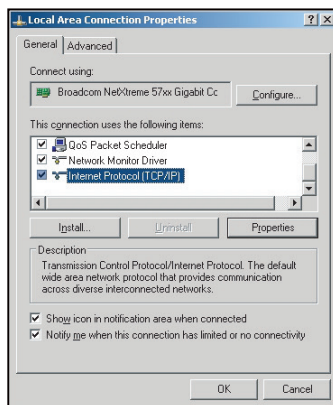 Local Area Connection Properties
General Advanced
Connect using:
Broadcom NetXtreme 57xx Gigabit Cc
Configure...
This connection uses the following items:
QoS Packet Scheduler
Network Monitor Driver
Internet Protocol (TCP/IP)
Install... Uninstall Properties
Description
Transmission Control Protocol/Internet Protocol. The default
wide area network protocol that provides communication
across diverse interconnected networks.
Show icon in notification area when connected
Notify me when this connection has limited or no connectivity
OK Cancel